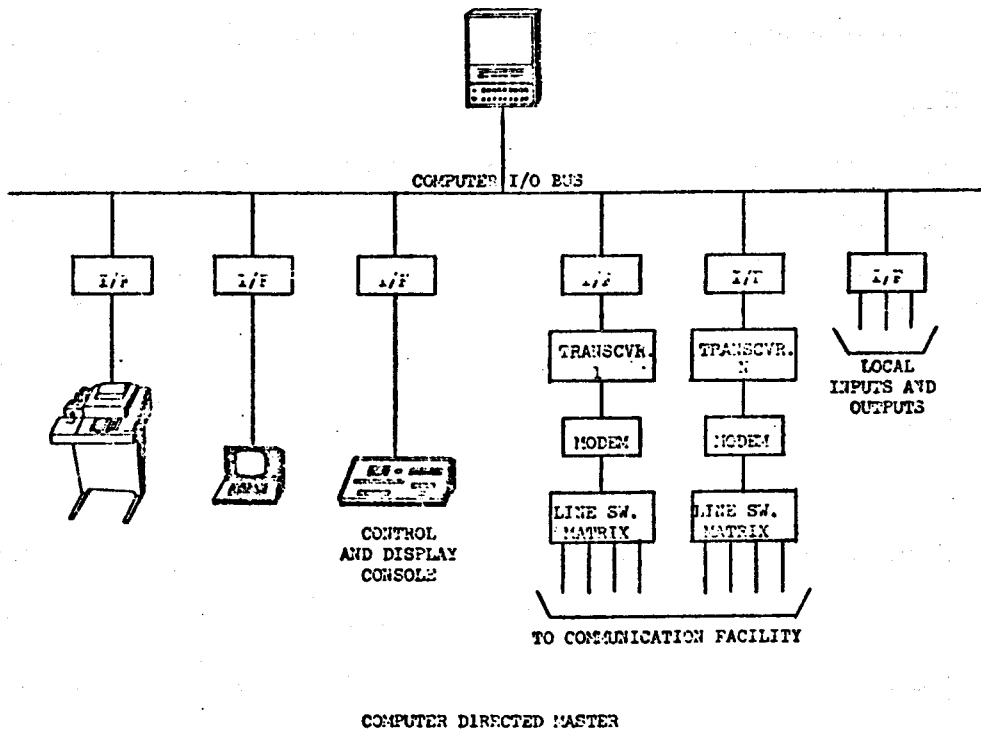 COMPUTER I/O BUS
I/F
I/F
I/F
I/F
I/F
I/F
TRANSCVR.
1
TRANSCVR.
N
LOCAL
INPUTS AND
OUTPUTS
MODEM
MODEM
LINE SW.
MATRIX
LINE SW.
MATRIX
CONTROL
AND DISPLAY
CONSOLE
TO COMMUNICATION FACILITY
COMPUTER DIRECTED MASTER